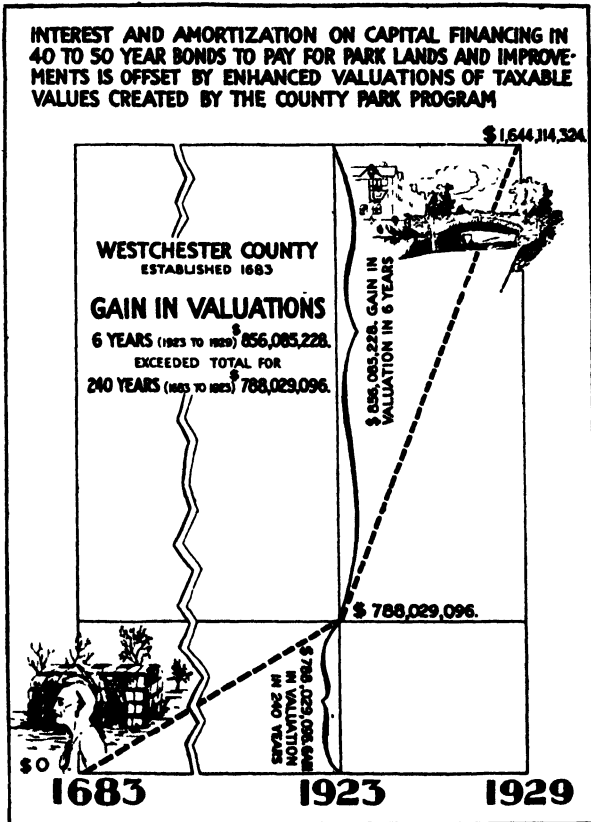 INTEREST AND AMORTIZATION ON CAPITAL FINANCING IN
40 TO 50 YEAR BONDS TO PAY FOR PARK LANDS AND IMPROVE-
MENTS IS OFFSET BY ENHANCED VALUATIONS OF TAXABLE
VALUES CREATED BY THE COUNTY PARK PROGRAM
$1,644,114,324.
WESTCHESTER COUNTY
ESTABLISHED 1683
GAIN IN VALUATIONS
6 YEARS (1923 TO 1929) $856,085,228.
EXCEEDED TOTAL FOR
240 YEARS (1683 TO 1923) $788,029,096.
$856,085,228. GAIN IN
VALUATION IN 6 YEARS
$788,029,096.
$788,029,096. GAIN
IN VALUATION
IN 240 YEARS
$0
1683
1923
1929